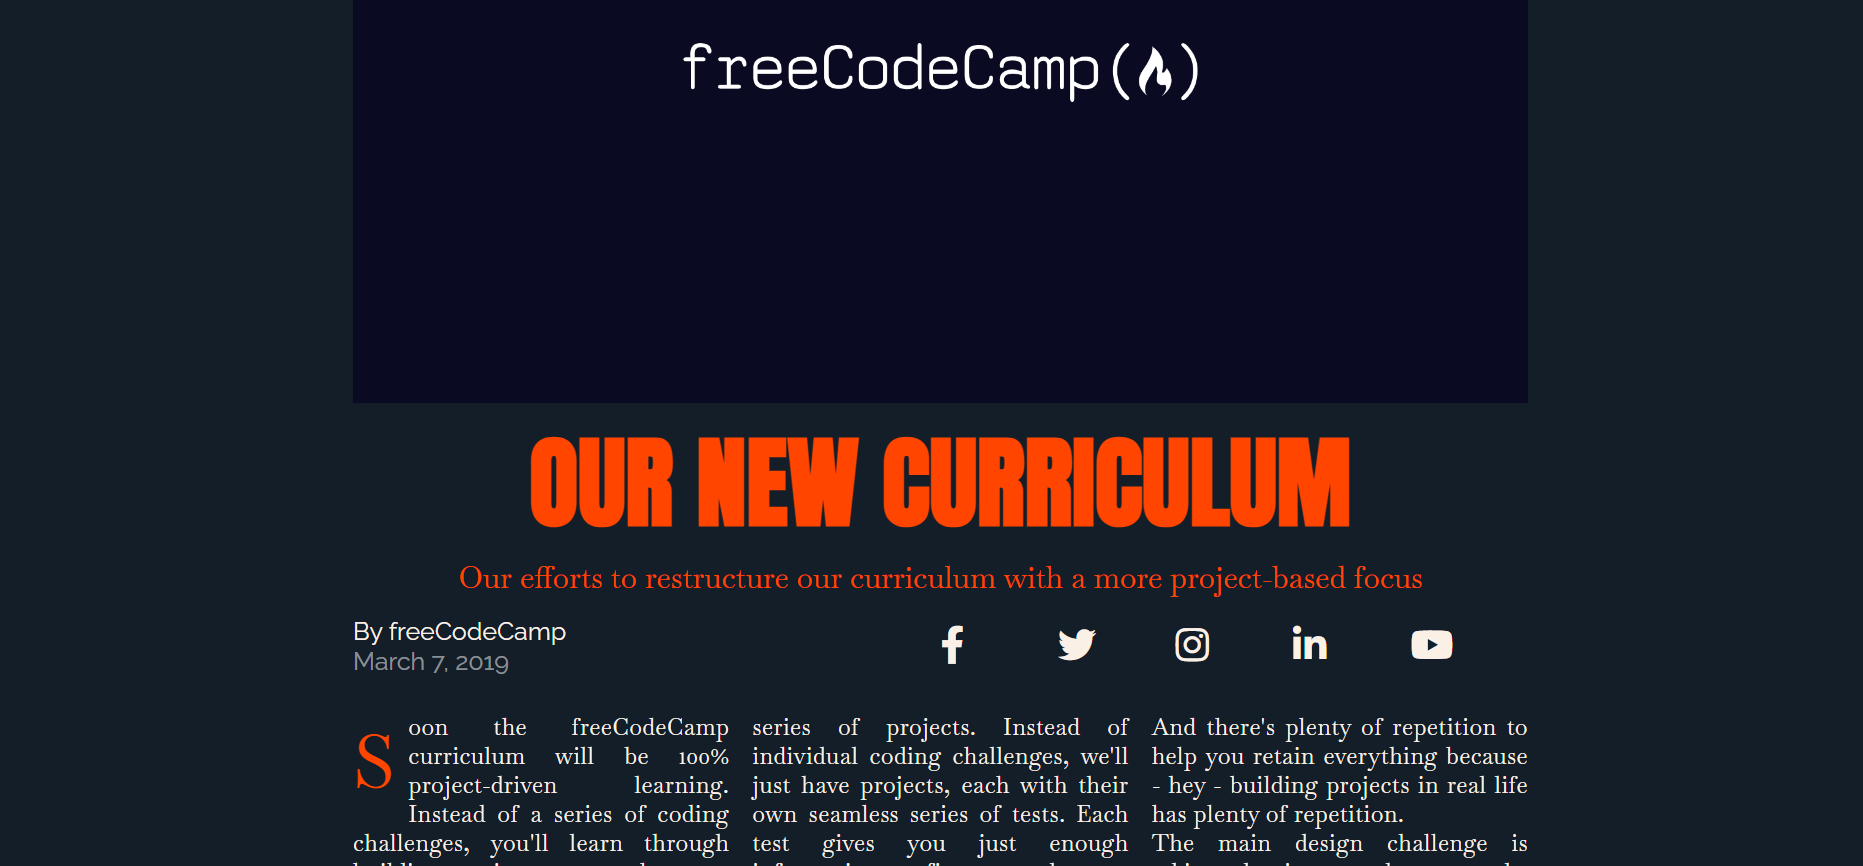 freeCodeCamp(🔥)
OUR NEW CURRICULUM
Our efforts to restructure our curriculum with a more project-based focus
By freeCodeCamp
March 7, 2019
Soon the freeCodeCamp
curriculum will be 100%
project-driven learning.
Instead of a series of coding
challenges, you'll learn through
series of projects. Instead of
individual coding challenges, we'll
just have projects, each with their
own seamless series of tests. Each
test gives you just enough
And there's plenty of repetition to
help you retain everything because
- hey - building projects in real life
has plenty of repetition.
The main design challenge is